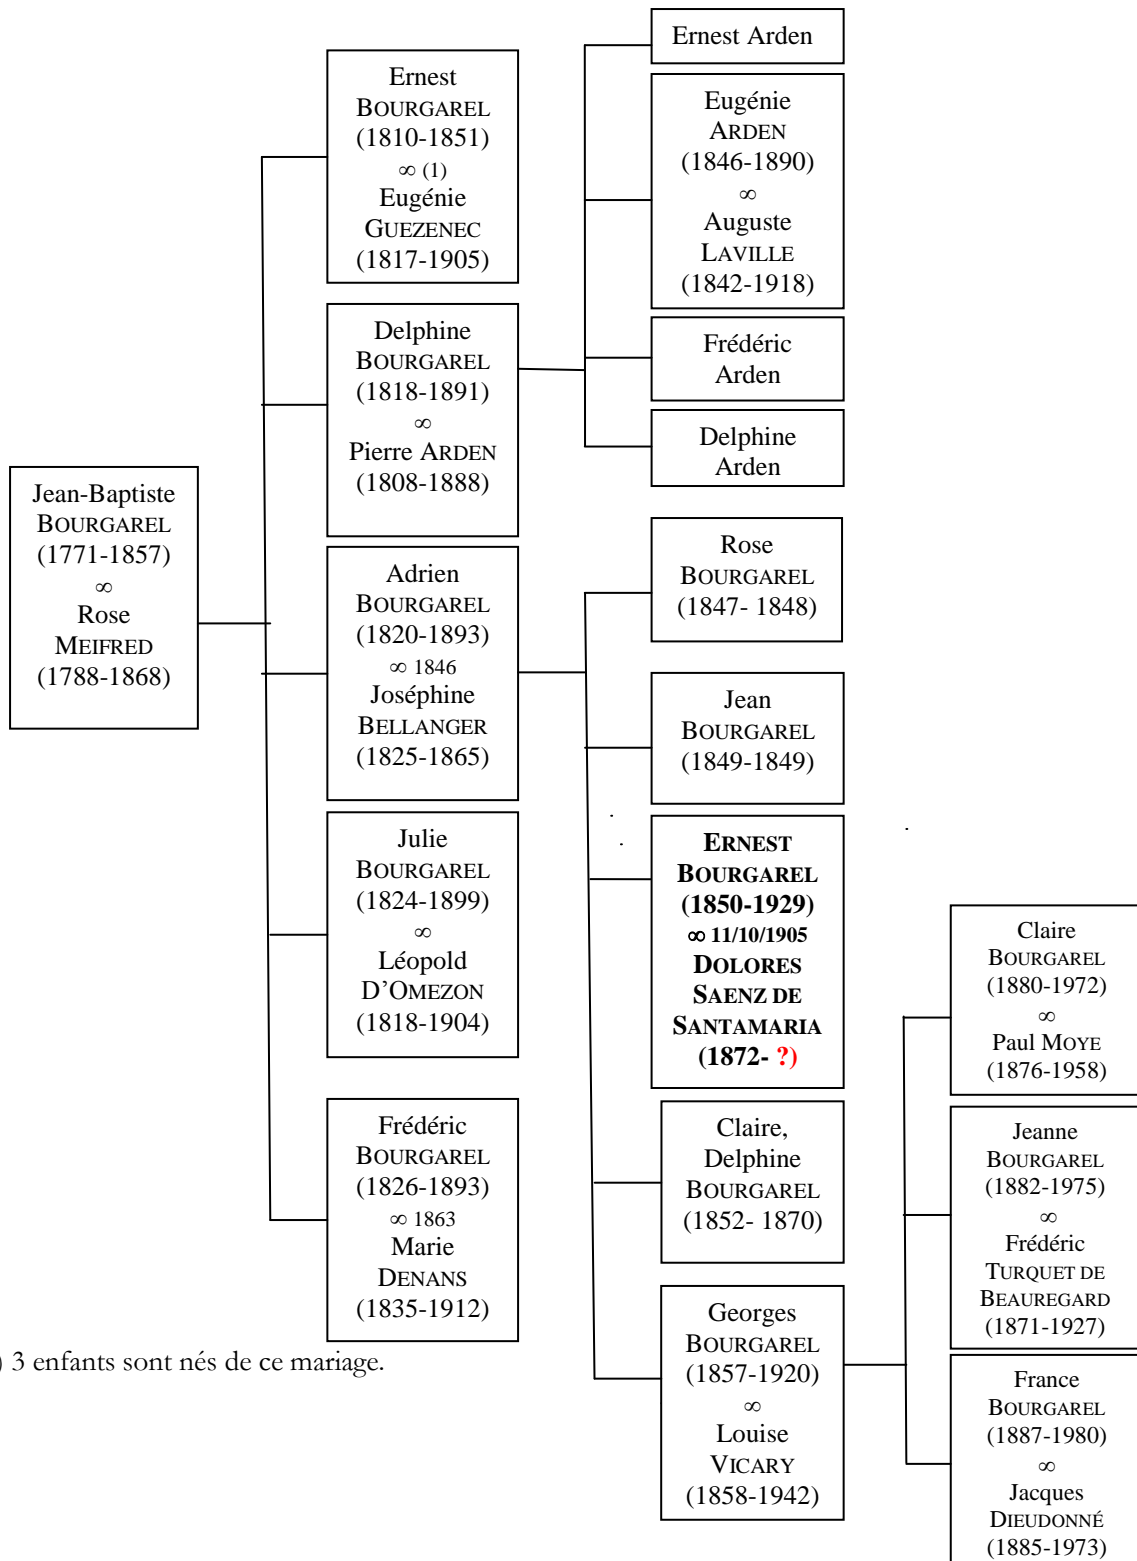 Jean-Baptiste
BOURGAREL
(1771-1857)
∞
Rose
MEIFRED
(1788-1868)
Ernest
BOURGAREL
(1810-1851)
∞ (1)
Eugénie
GUEZENEC
(1817-1905)
Delphine
BOURGAREL
(1818-1891)
∞
Pierre ARDEN
(1808-1888)
Adrien
BOURGAREL
(1820-1893)
∞ 1846
Joséphine
BELLANGER
(1825-1865)
Julie
BOURGAREL
(1824-1899)
∞
Léopold
D'OMEZON
(1818-1904)
Frédéric
BOURGAREL
(1826-1893)
∞ 1863
Marie
DENANS
(1835-1912)
Ernest Arden
Eugénie
ARDEN
(1846-1890)
∞
Auguste
LAVILLE
(1842-1918)
Frédéric
Arden
Delphine
Arden
Rose
BOURGAREL
(1847- 1848)
Jean
BOURGAREL
(1849-1849)
ERNEST
BOURGAREL
(1850-1929)
∞ 11/10/1905
DOLORES
SAENZ DE
SANTAMARIA
(1872- ?)
Claire,
Delphine
BOURGAREL
(1852- 1870)
Georges
BOURGAREL
(1857-1920)
∞
Louise
VICARY
(1858-1942)
Claire
BOURGAREL
(1880-1972)
∞
Paul MOYE
(1876-1958)
Jeanne
BOURGAREL
(1882-1975)
∞
Frédéric
TURQUET DE
BEAUREGARD
(1871-1927)
France
BOURGAREL
(1887-1980)
∞
Jacques
DIEUDONNÉ
(1885-1973)
) 3 enfants sont nés de ce mariage.